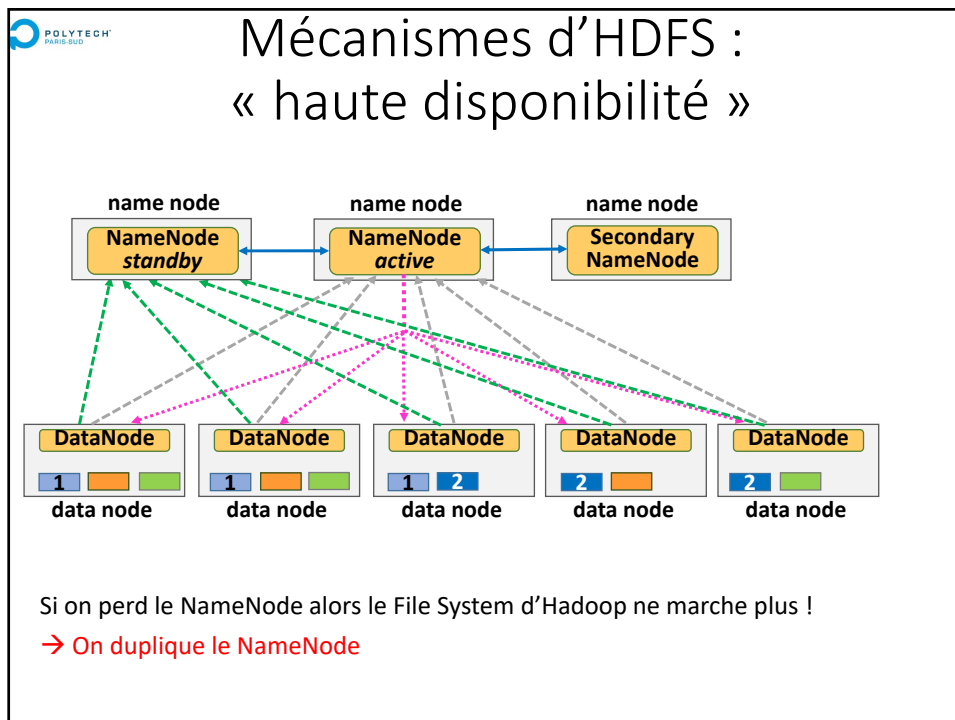 POLYTECH
PARIS-SUD
Mécanismes d’HDFS :
« haute disponibilité »
name node
name node
name node
NameNode
standby
NameNode
active
Secondary
NameNode
DataNode
DataNode
DataNode
DataNode
DataNode
1
1
1 2
2
2
data node
data node
data node
data node
data node
Si on perd le NameNode alors le File System d’Hadoop ne marche plus !
→ On duplique le NameNode